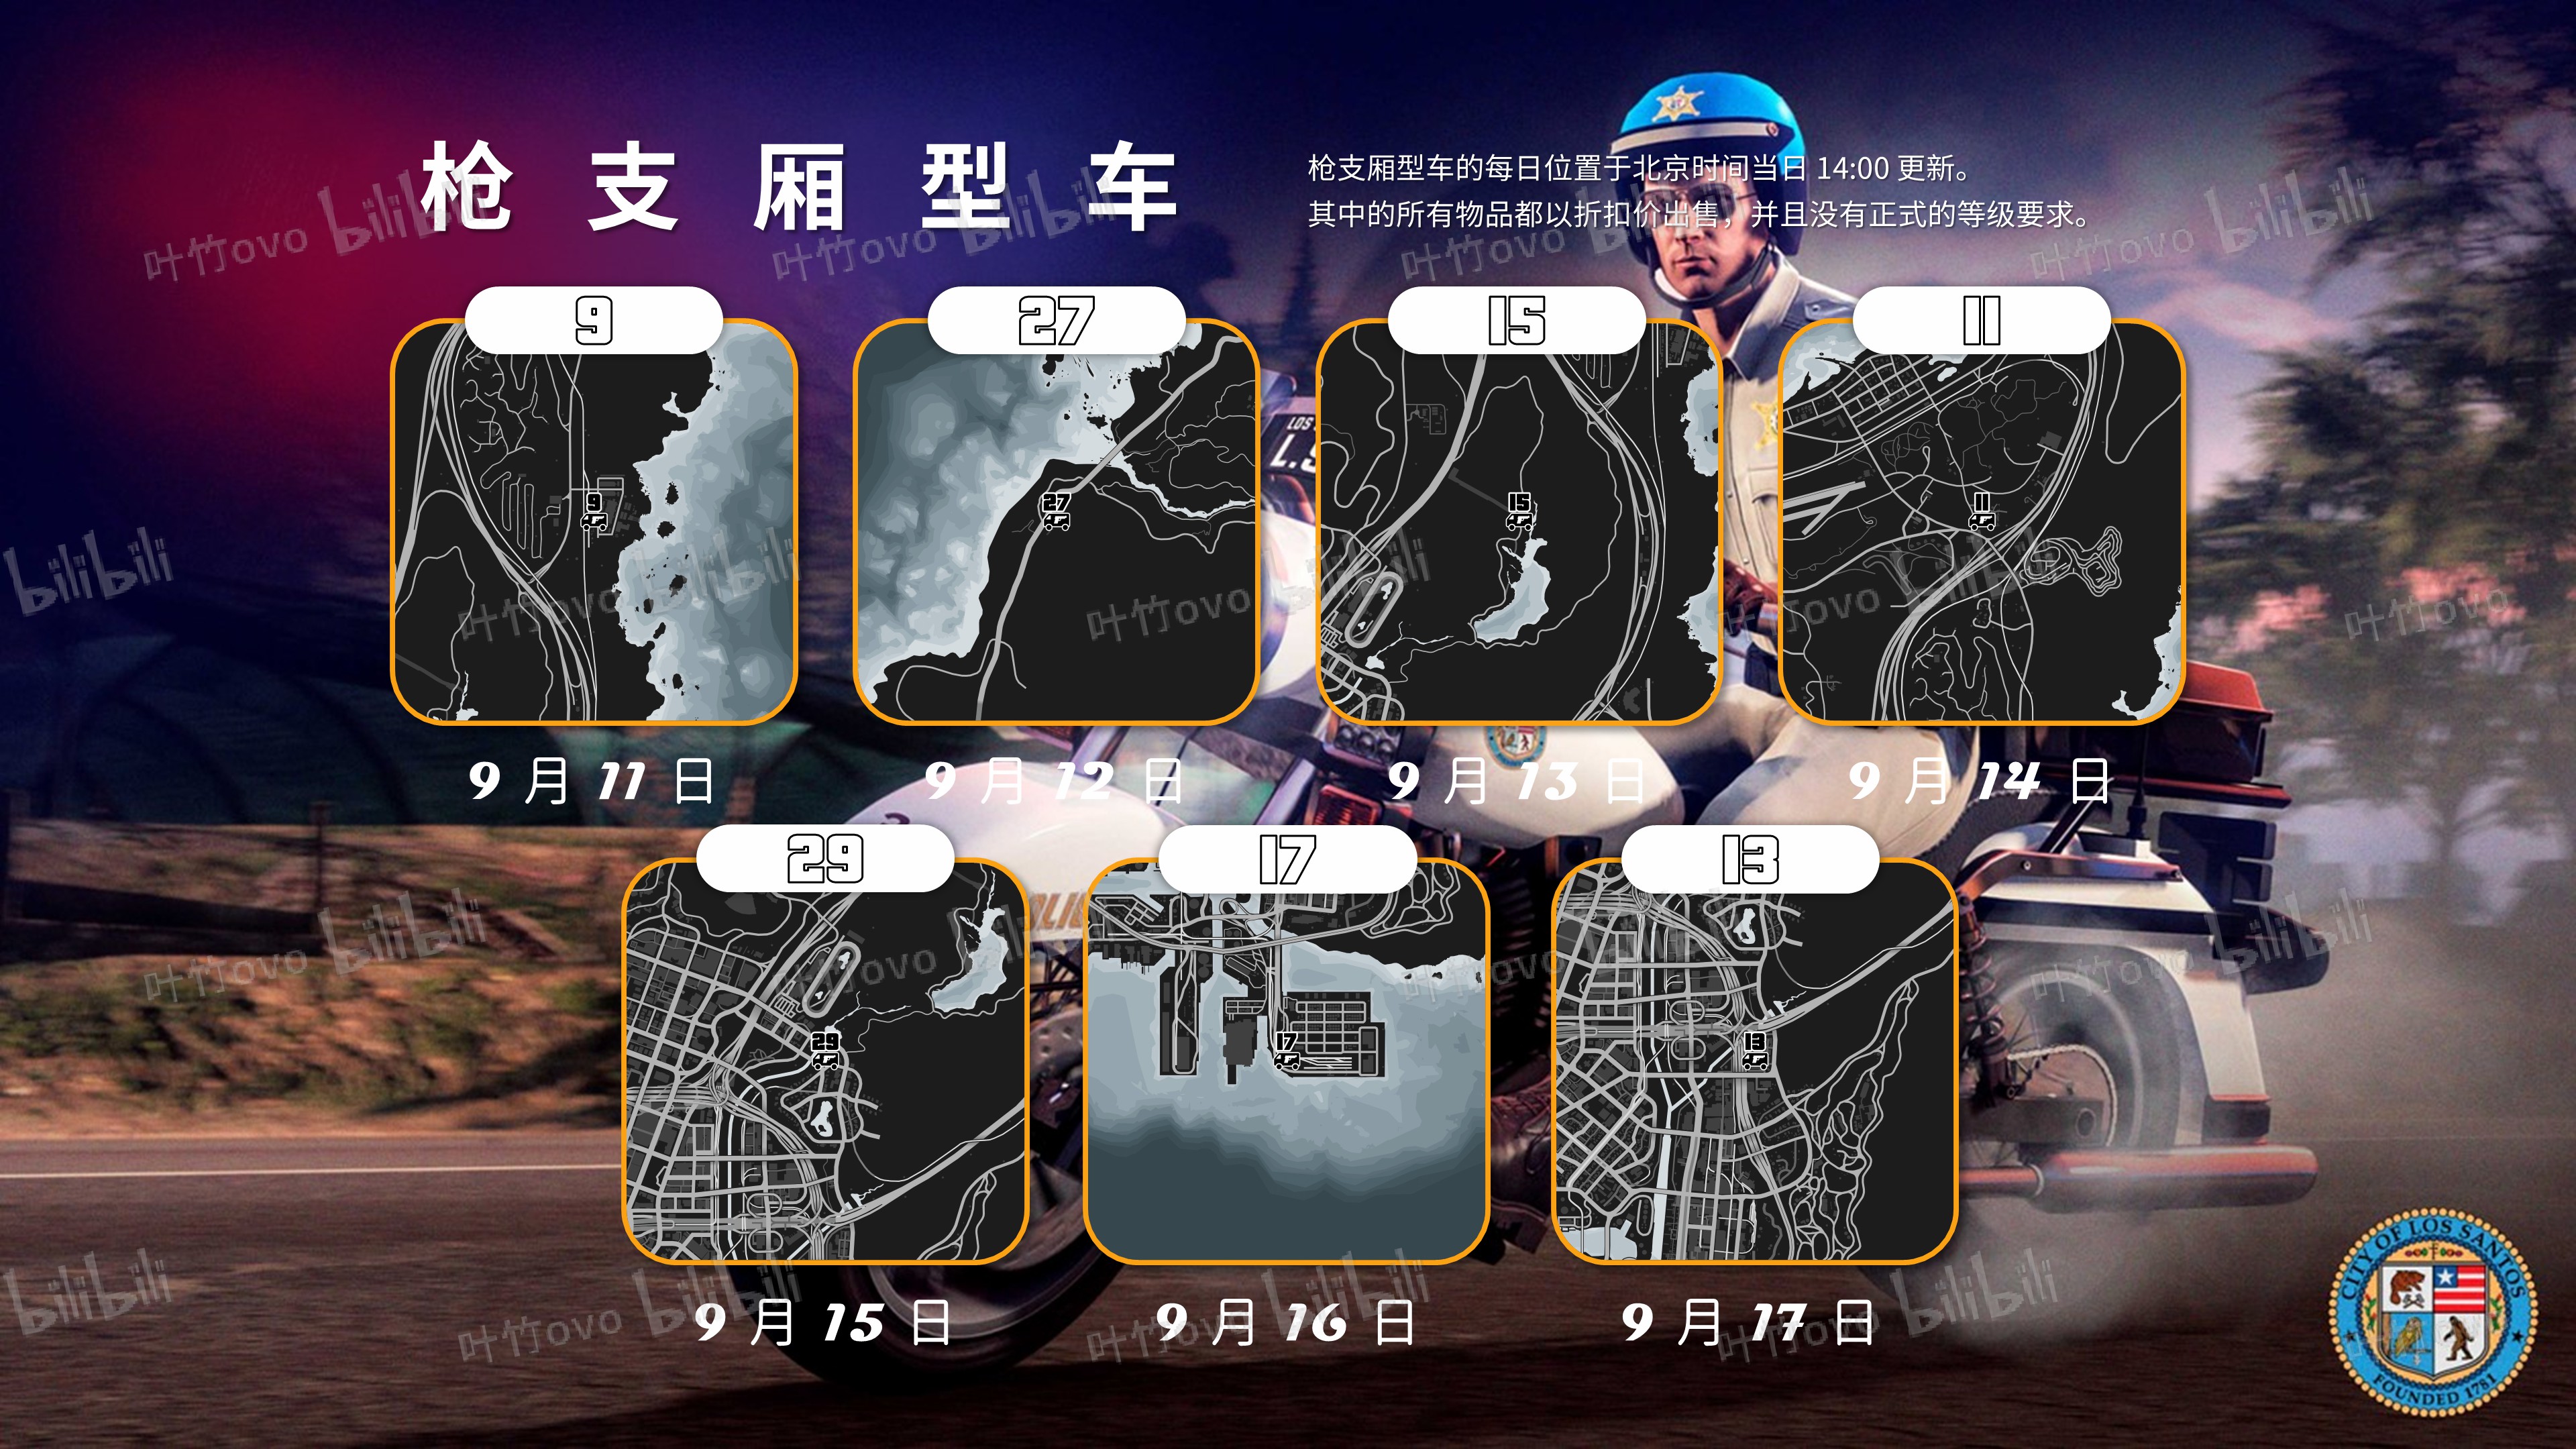 枪支厢型车
枪支厢型车的每日位置于北京时间当日 14:00 更新。
其中的所有物品都以折扣价出售，并且没有正式的等级要求。
9
27
15
11
9
27
15
11
9 月 11 日
9 月 12 日
9 月 13 日
9 月 14 日
29
17
13
29
17
13
9 月 15 日
9 月 16 日
9 月 17 日
CITY OF LOS SANTOS
FOUNDED 1781
叶竹ovo bilibili